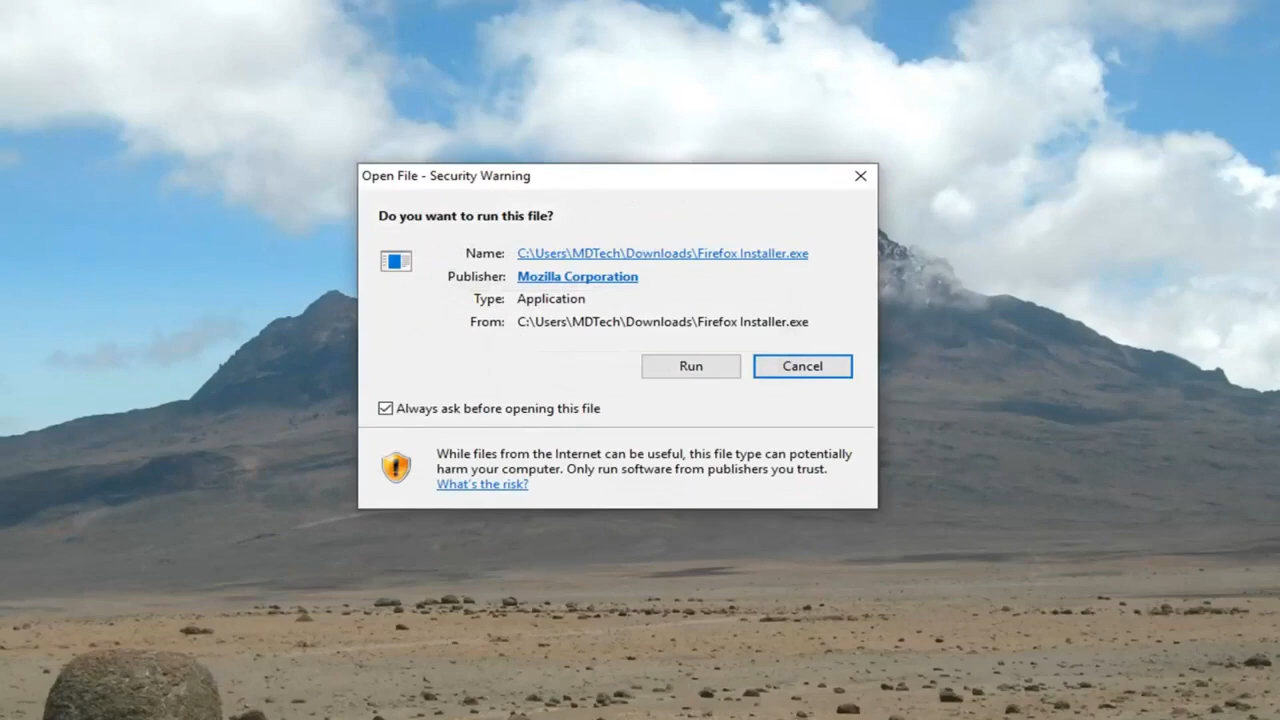 Open File - Security Warning
Do you want to run this file?
Name: C:\Users\MDTech\Downloads\Firefox Installer.exe
Publisher: Mozilla Corporation
Type: Application
From: C:\Users\MDTech\Downloads\Firefox Installer.exe
Run Cancel
Always ask before opening this file
While files from the Internet can be useful, this file type can potentially
harm your computer. Only run software from publishers you trust.
What's the risk?